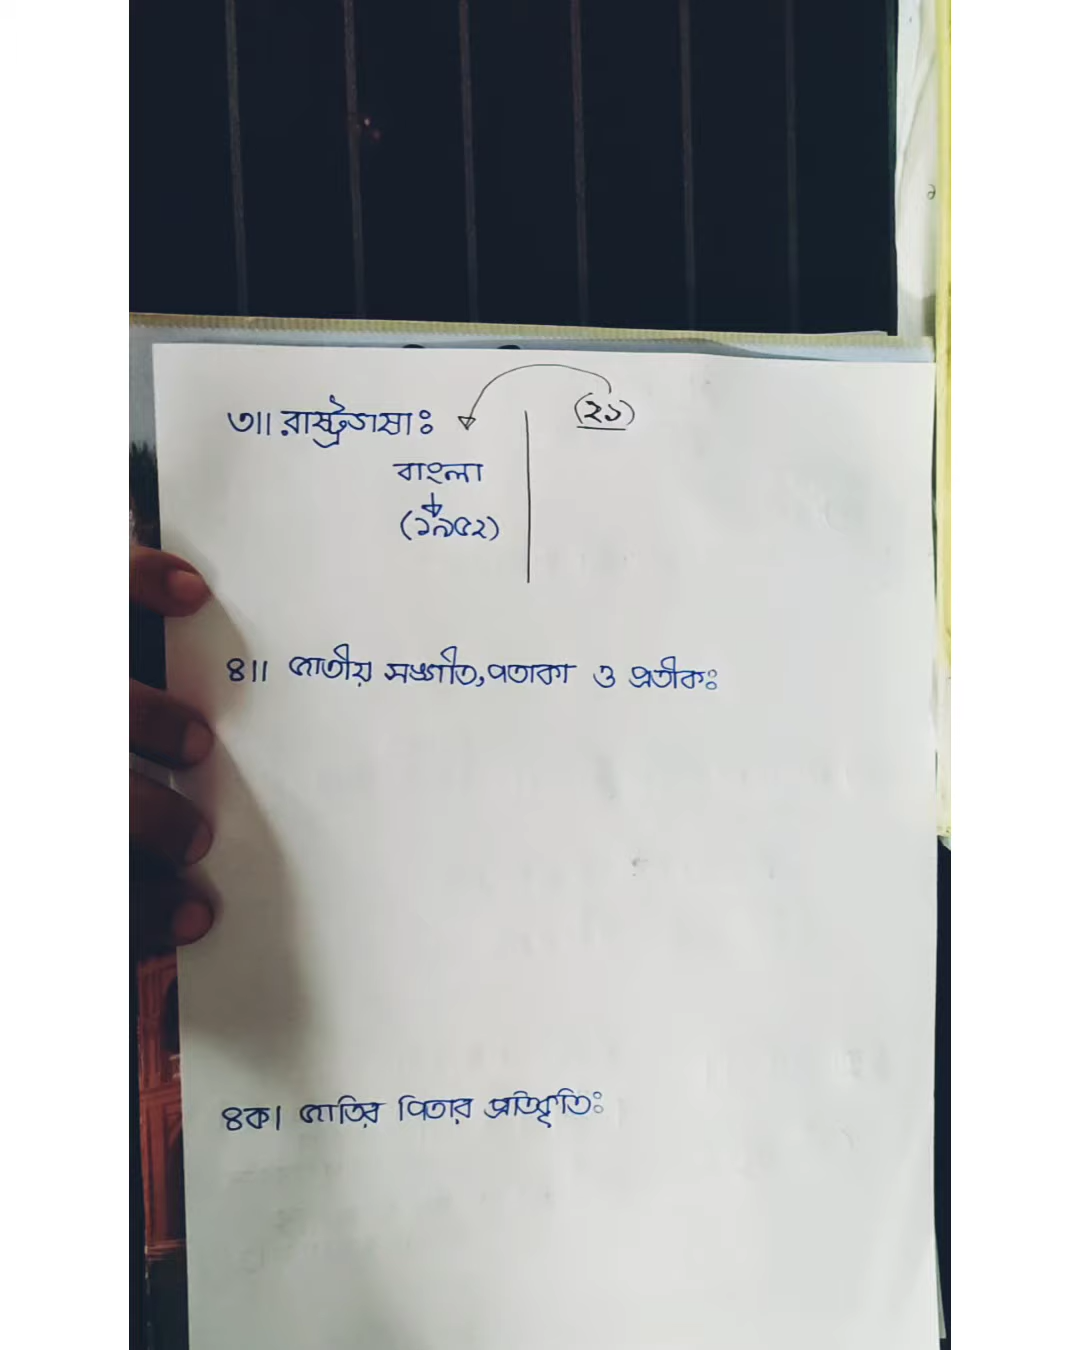 ৩।। রাষ্ট্রভাষাঃ
(২১)
বাংলা
(১৯৫২)
৪।। জাতীয় সঙ্গীত,পতাকা ও প্রতীকঃ
৪ক। জাতির পিতার প্রতিকৃতিঃ